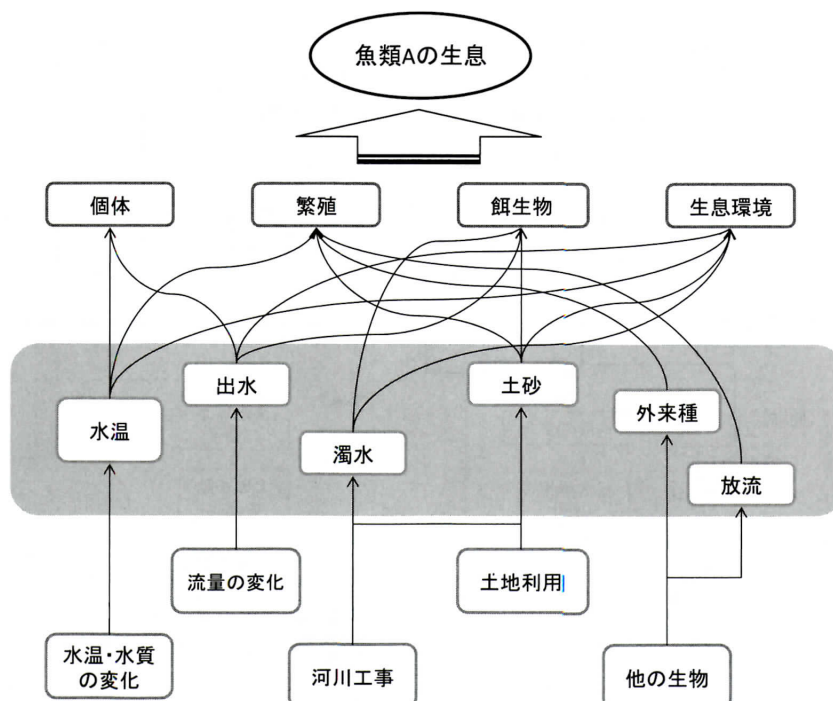 魚類Aの生息
個体
繁殖
餌生物
生息環境
出水
土砂
水温
外来種
濁水
放流
流量の変化
土地利用
水温・水質
の変化
河川工事
他の生物